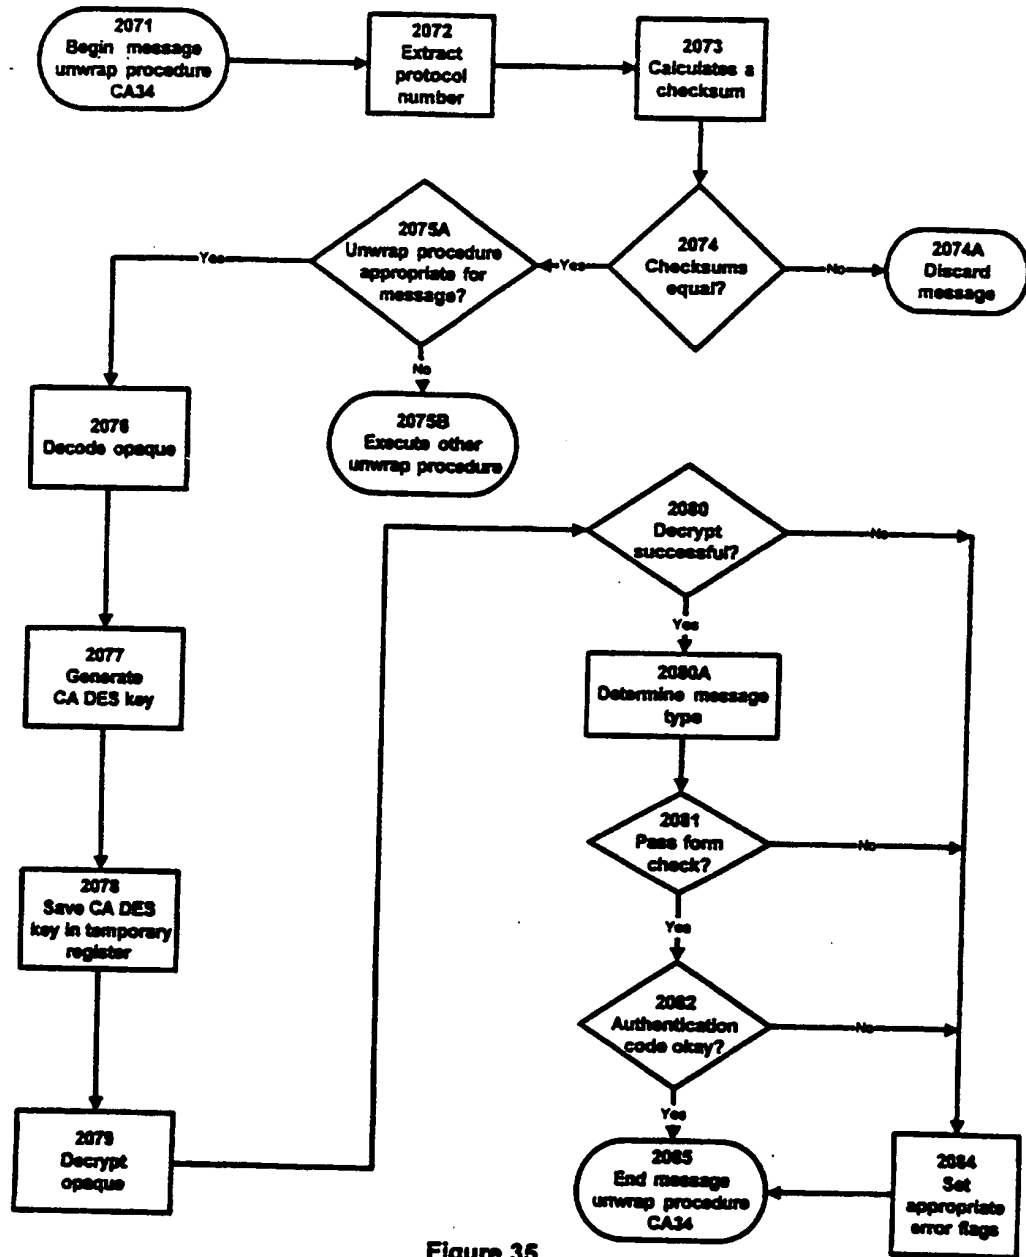 2071
Begin message
unwrap procedure
CA34
2072
Extract
protocol
number
2073
Calculates a
checksum
2074
Checksums
equal?
No
2074A
Discard
message
Yes
2075A
Unwrap procedure
appropriate for
message?
Yes
No
2075B
Execute other
unwrap procedure
2076
Decode opaque
2077
Generate
CA DES key
2078
Save CA DES
key in temporary
register
2079
Decrypt
opaque
2080
Decrypt
successful?
No
Yes
2080A
Determine message
type
2081
Pass form
check?
No
Yes
2082
Authentication
code okay?
No
Yes
2085
End message
unwrap procedure
CA34
2084
Set
appropriate
error flags
Figure 35